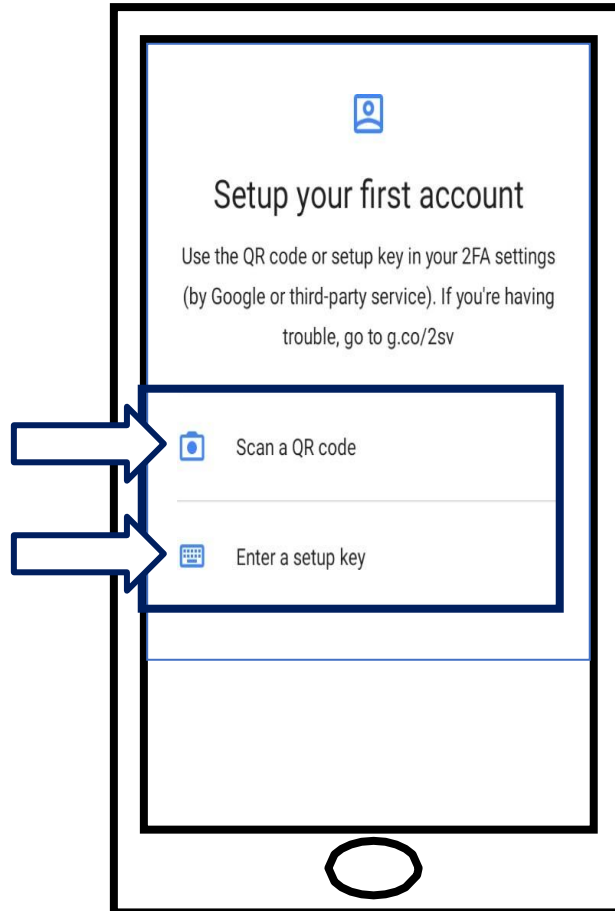 Setup your first account
Use the QR code or setup key in your 2FA settings
(by Google or third-party service). If you're having
trouble, go to g.co/2sv
Scan a QR code
Enter a setup key